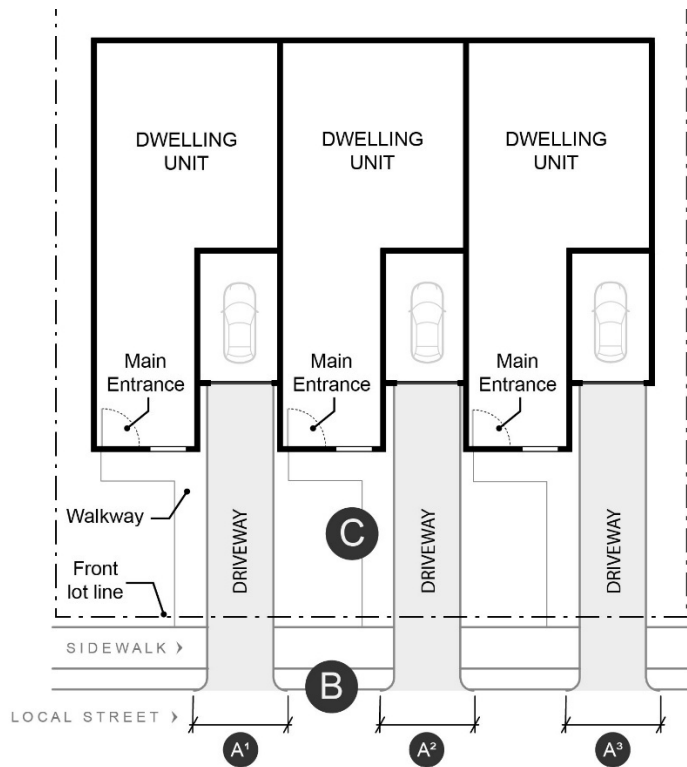 DWELLING
UNIT
DWELLING
UNIT
DWELLING
UNIT
Main
Entrance
Main
Entrance
Main
Entrance
Walkway
C
DRIVEWAY
DRIVEWAY
DRIVEWAY
Front
lot line
SIDEWALK
B
LOCAL STREET
A¹
A²
A³